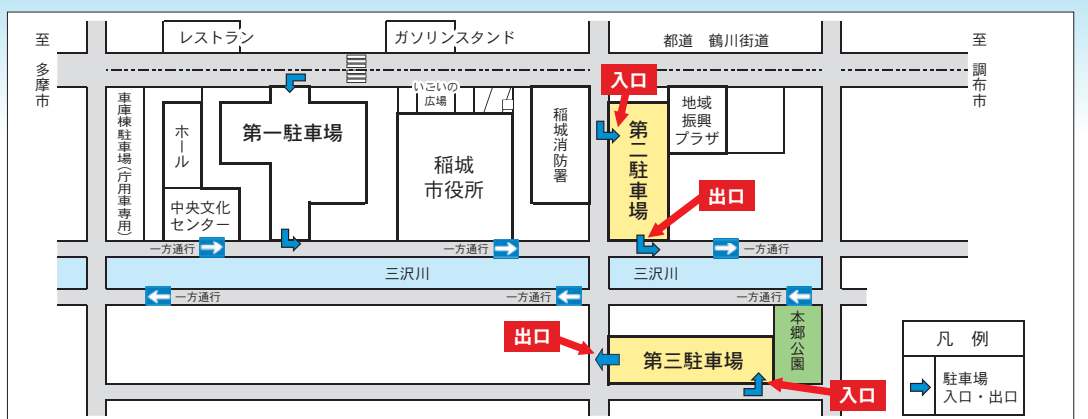 至
多摩市
レストラン
ガソリンスタンド
都道 鶴川街道
至
調布市
入口
車庫棟駐車場(庁用車専用)
ホール
第一駐車場
いこいの
広場
稲城
市役所
稲城消防署
第二駐車場
地域
振興
プラザ
中央文化
センター
出口
一方通行
一方通行
一方通行
三沢川
三沢川
一方通行
一方通行
一方通行
出口
第三駐車場
本郷公園
入口
凡 例
駐車場
入口・出口